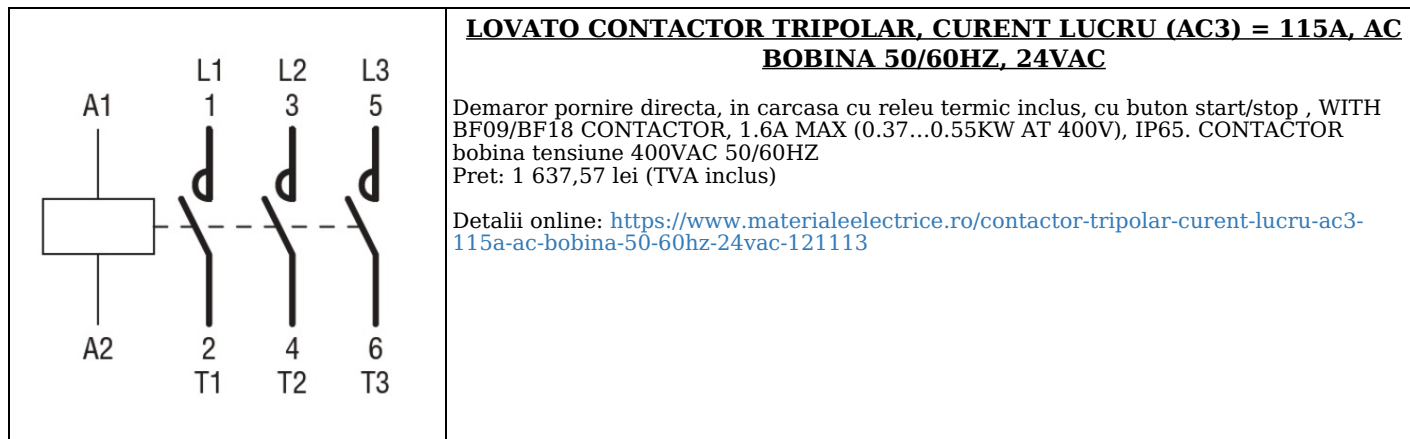 L1 L2 L3
A1 1 3 5
A2 2 4 6
T1 T2 T3
LOVATO CONTACTOR TRIPOLAR, CURENT LUCRU (AC3) = 115A, AC
BOBINA 50/60HZ, 24VAC
Demaror pornire directa, in carcasa cu releu termic inclus, cu buton start/stop , WITH
BF09/BF18 CONTACTOR, 1.6A MAX (0.37...0.55KW AT 400V), IP65. CONTACTOR
bobina tensiune 400VAC 50/60HZ
Pret: 1 637,57 lei (TVA inclus)
Detalii online: https://www.materialeelectrice.ro/contactor-tripolar-curent-lucru-ac3-
115a-ac-bobina-50-60hz-24vac-121113